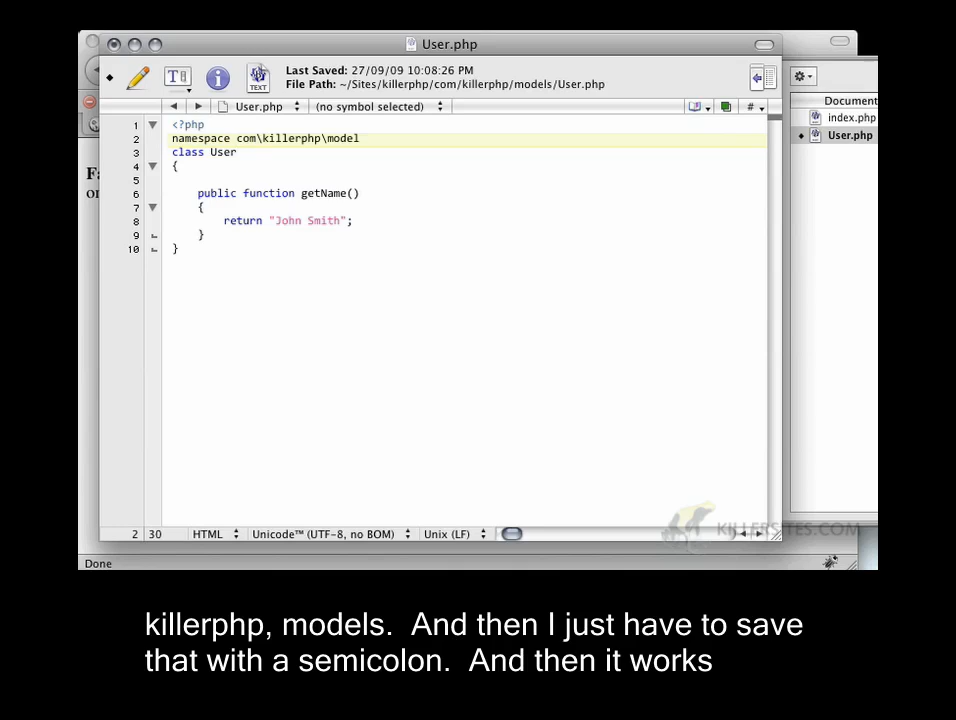 User.php
Last Saved: 27/09/09 10:08:26 PM
File Path: ~/Sites/killerphp/com/killerphp/models/User.php
TEXT
User.php
(no symbol selected)
#
Document
index.php
User.php
1 <?php
2 namespace com\killerphp\model
3 class User
4 {
5
6 public function getName()
7 {
8 return "John Smith";
9 }
10 }
2 30 HTML Unicode™ (UTF-8, no BOM) Unix (LF)
KILLERSITES.COM
Done
killerphp, models. And then I just have to save
that with a semicolon. And then it works